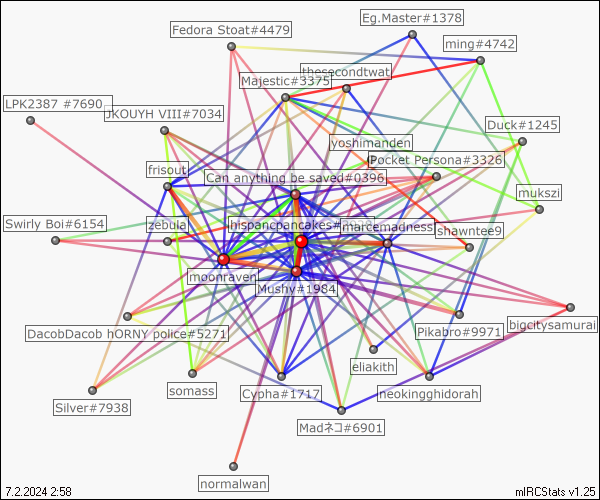 Eg.Master#1378
Fedora Stoat#4479
ming#4742
thesecondtwat
Majestic#3375
LPK2387 #7690
JKOUYH VIII#7034
Duck#1245
yoshimanden
Pocket Persona#3326
frisout
Can anything be saved#0396
mukszi
Swirly Boi#6154
zebula
hispancpancakes#
marcemadness
shawntee9
moonraven
Mushy#1984
DacobDacob hORNY police#5271
Pikabro#9971
bigcitysamurai
eliakith
somass
Cypha#1717
neokingghidorah
Silver#7938
Madネコ#6901
normalwan
7.2.2024 2:58
mIRCStats v1.25